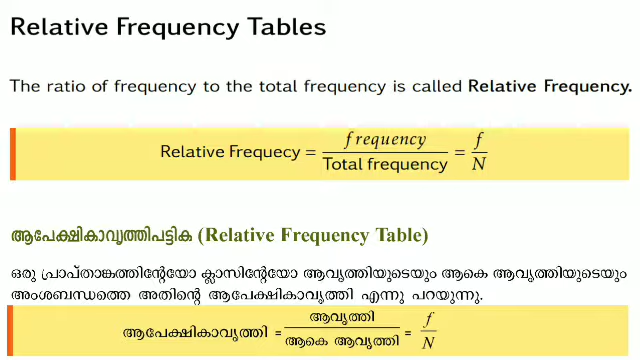 Relative Frequency Tables
The ratio of frequency to the total frequency is called Relative Frequency.
Relative Frequecy = frequency / Total frequency = f / N
ആപേക്ഷികാവൃത്തിപട്ടിക (Relative Frequency Table)
ഒരു പ്രാപ്താങ്കത്തിന്റേയോ ക്ലാസിന്റേയോ ആവൃത്തിയുടെയും ആകെ ആവൃത്തിയുടെയും
അംശബന്ധത്തെ അതിന്റെ ആപേക്ഷികാവൃത്തി എന്നു പറയുന്നു.
ആപേക്ഷികാവൃത്തി = ആവൃത്തി / ആകെ ആവൃത്തി = f / N